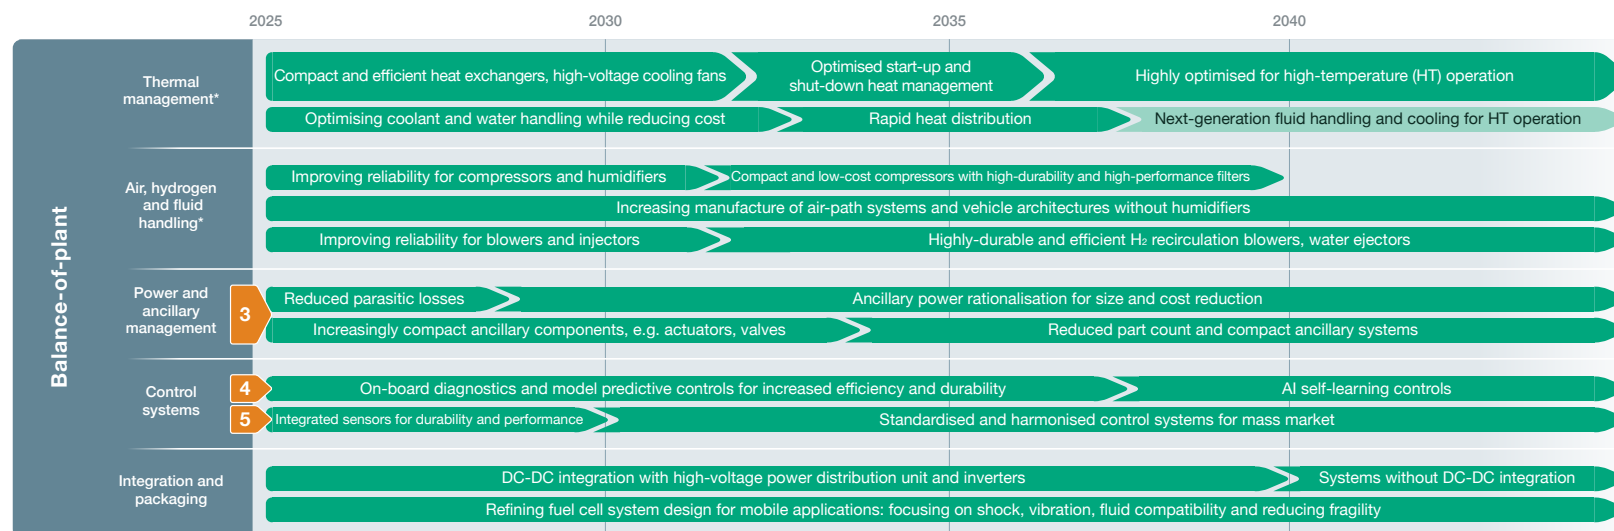 2025
2030
2035
2040
Balance-of-plant
Thermal
management*
Compact and efficient heat exchangers, high-voltage cooling fans
Optimised start-up and
shut-down heat management
Highly optimised for high-temperature (HT) operation
Optimising coolant and water handling while reducing cost
Rapid heat distribution
Next-generation fluid handling and cooling for HT operation
Air, hydrogen
and fluid
handling*
Improving reliability for compressors and humidifiers
Compact and low-cost compressors with high-durability and high-performance filters
Increasing manufacture of air-path systems and vehicle architectures without humidifiers
Improving reliability for blowers and injectors
Highly-durable and efficient H₂ recirculation blowers, water ejectors
Power and
ancillary
management
3
Reduced parasitic losses
Ancillary power rationalisation for size and cost reduction
Increasingly compact ancillary components, e.g. actuators, valves
Reduced part count and compact ancillary systems
Control
systems
4
On-board diagnostics and model predictive controls for increased efficiency and durability
AI self-learning controls
5
Integrated sensors for durability and performance
Standardised and harmonised control systems for mass market
Integration and
packaging
DC-DC integration with high-voltage power distribution unit and inverters
Systems without DC-DC integration
Refining fuel cell system design for mobile applications: focusing on shock, vibration, fluid compatibility and reducing fragility